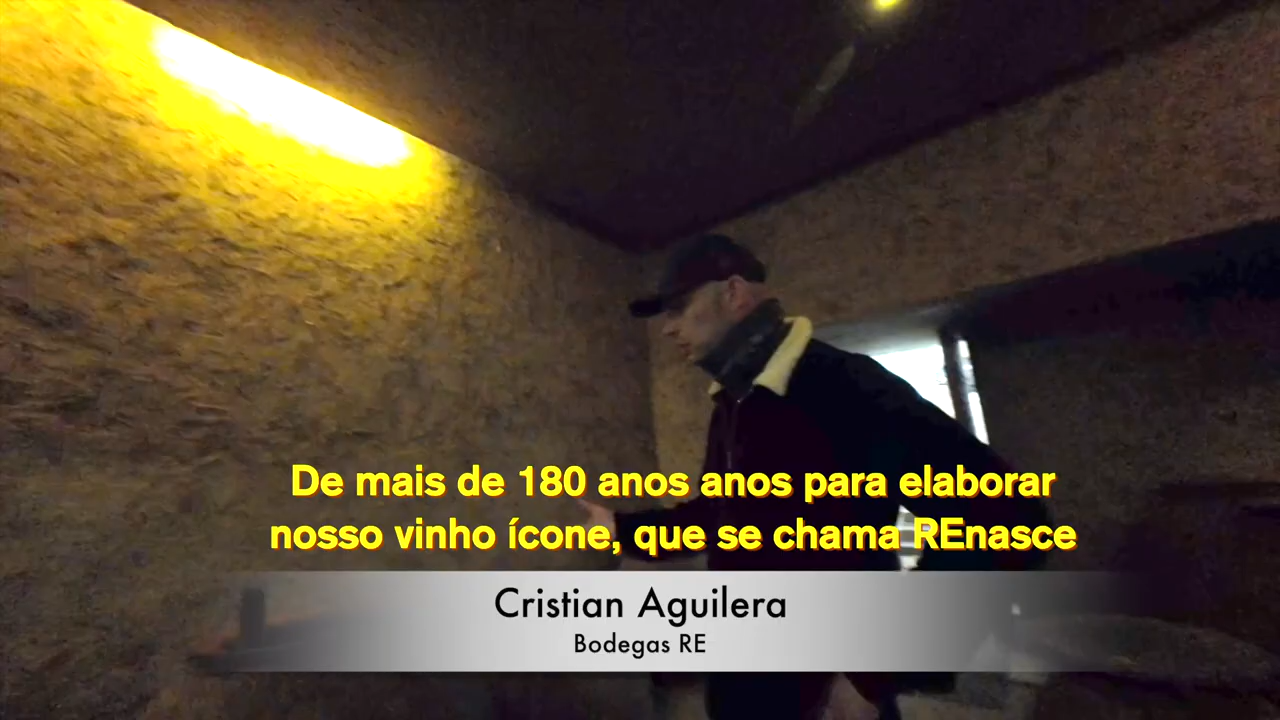 De mais de 180 anos anos para elaborar
nosso vinho ícone, que se chama REnasce
Cristian Aguilera
Bodegas RE